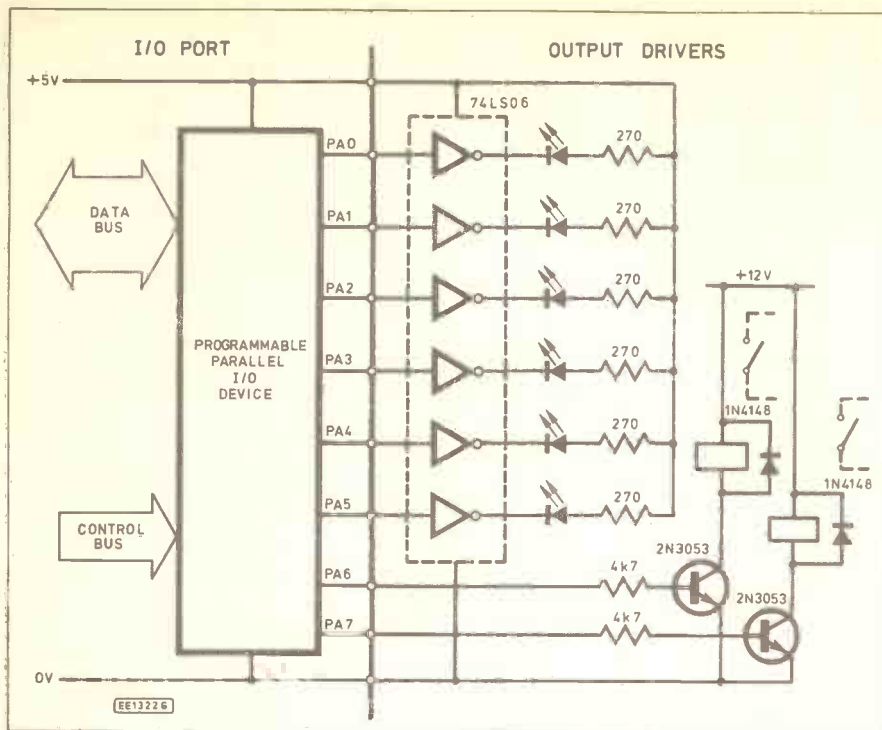 I/O PORT
OUTPUT DRIVERS
+5V
74LS06
PA0
270
PA1
270
DATA
BUS
PA2
270
+12V
PROGRAMMABLE
PARALLEL
I/O
DEVICE
PA3
270
1N4148
PA4
270
1N4148
PA5
270
CONTROL
BUS
2N3053
PA6
4k7
2N3053
PA7
4k7
0V
EE1322G